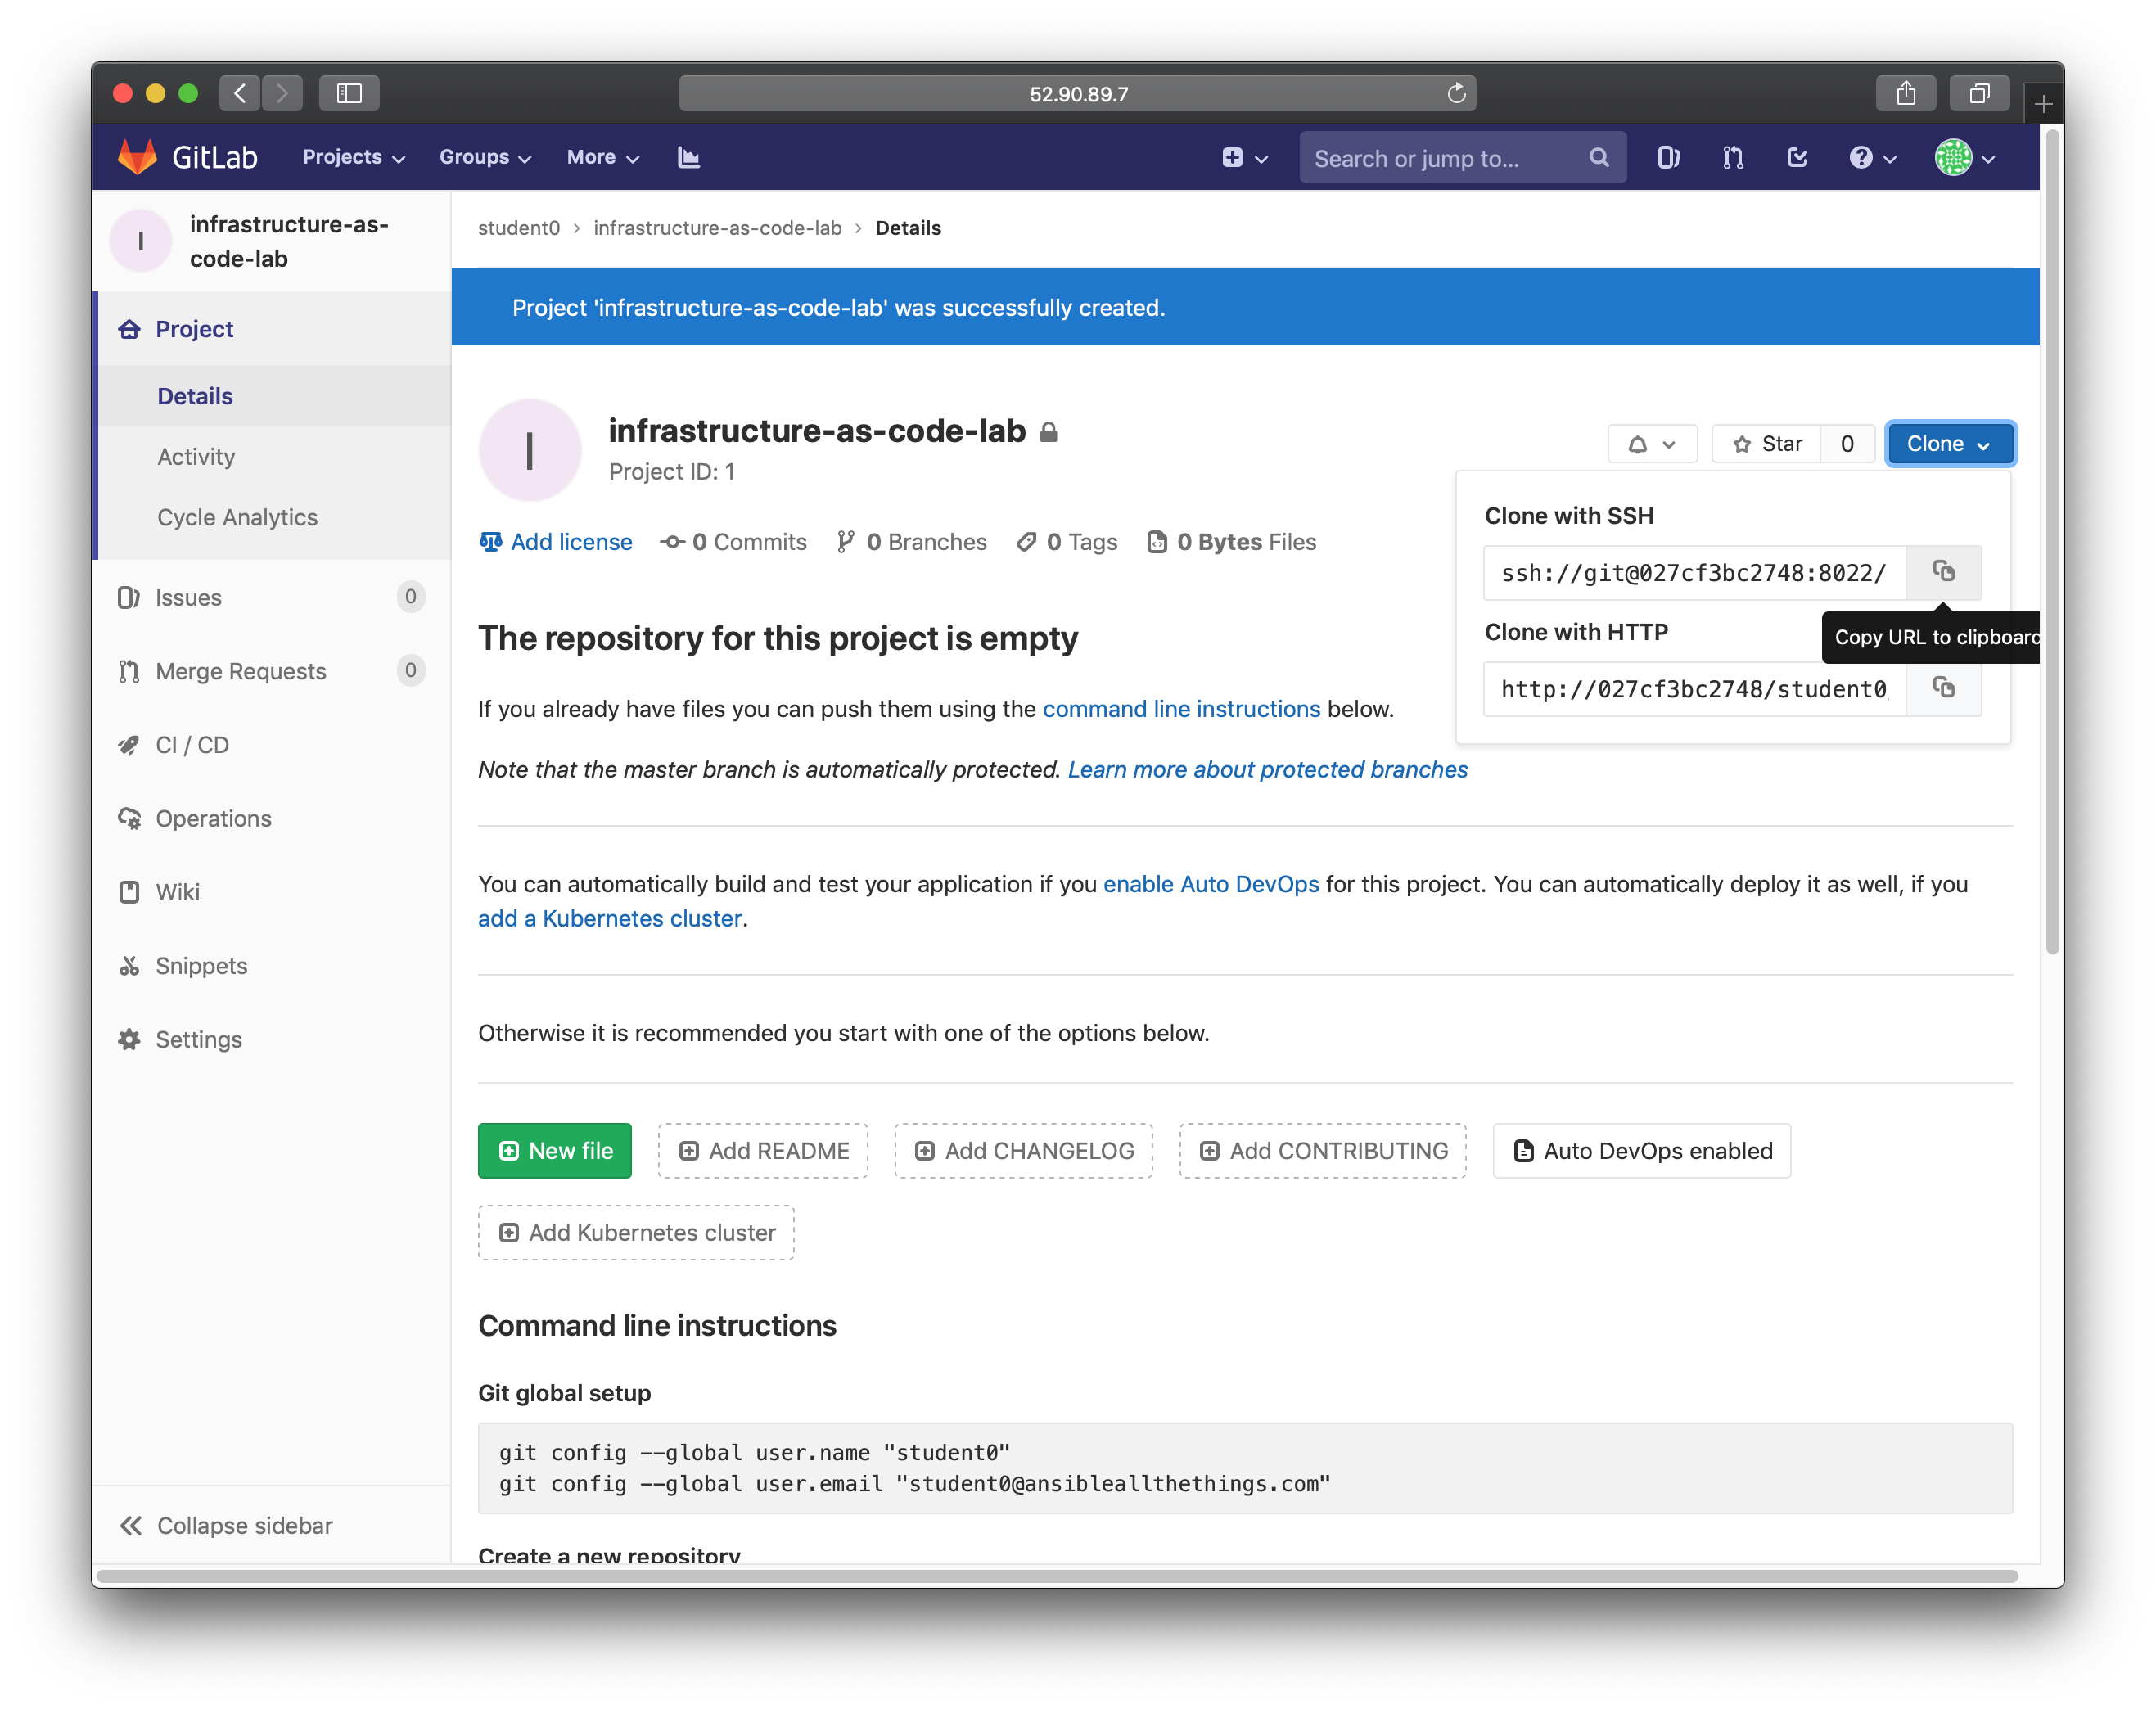 52.90.89.7
GitLab Projects Groups More Search or jump to...
I infrastructure-as-
code-lab
Project
Details
Activity
Cycle Analytics
Issues 0
Merge Requests 0
CI / CD
Operations
Wiki
Snippets
Settings
Collapse sidebar
student0 › infrastructure-as-code-lab › Details
Project 'infrastructure-as-code-lab' was successfully created.
I infrastructure-as-code-lab
Project ID: 1
Star 0 Clone
Add license 0 Commits 0 Branches 0 Tags 0 Bytes Files
Clone with SSH
ssh://git@027cf3bc2748:8022/
Copy URL to clipboard
Clone with HTTP
http://027cf3bc2748/student0
The repository for this project is empty
If you already have files you can push them using the command line instructions below.
Note that the master branch is automatically protected. Learn more about protected branches
You can automatically build and test your application if you enable Auto DevOps for this project. You can automatically deploy it as well, if you
add a Kubernetes cluster.
Otherwise it is recommended you start with one of the options below.
New file Add README Add CHANGELOG Add CONTRIBUTING Auto DevOps enabled
Add Kubernetes cluster
Command line instructions
Git global setup
git config --global user.name "student0"
git config --global user.email "student0@ansibleallthethings.com"
Create a new repository